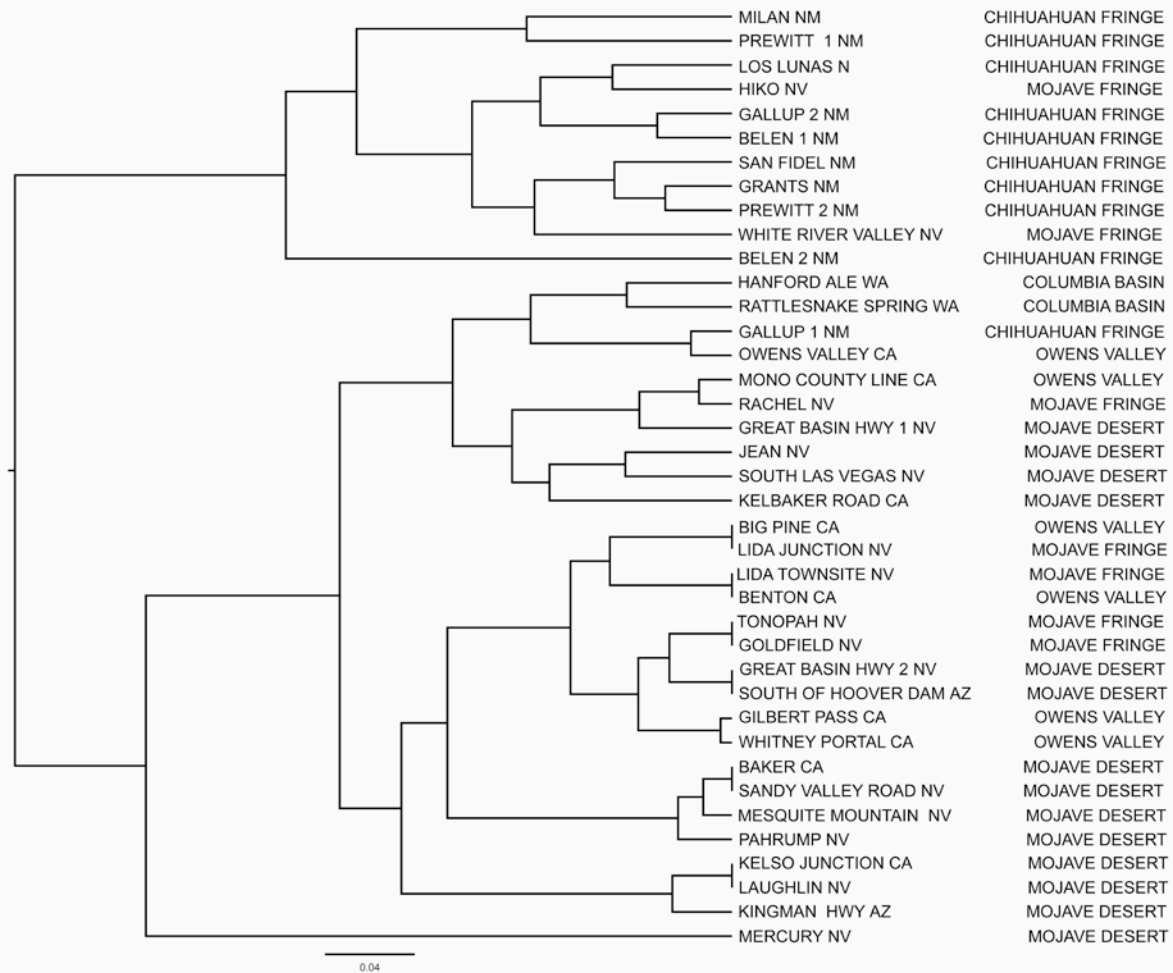 MILAN NM CHIHUAHUAN FRINGE
PREWITT 1 NM CHIHUAHUAN FRINGE
LOS LUNAS N CHIHUAHUAN FRINGE
HIKO NV MOJAVE FRINGE
GALLUP 2 NM CHIHUAHUAN FRINGE
BELEN 1 NM CHIHUAHUAN FRINGE
SAN FIDEL NM CHIHUAHUAN FRINGE
GRANTS NM CHIHUAHUAN FRINGE
PREWITT 2 NM CHIHUAHUAN FRINGE
WHITE RIVER VALLEY NV MOJAVE FRINGE
BELEN 2 NM CHIHUAHUAN FRINGE
HANFORD ALE WA COLUMBIA BASIN
RATTLESNAKE SPRING WA COLUMBIA BASIN
GALLUP 1 NM CHIHUAHUAN FRINGE
OWENS VALLEY CA OWENS VALLEY
MONO COUNTY LINE CA OWENS VALLEY
RACHEL NV MOJAVE FRINGE
GREAT BASIN HWY 1 NV MOJAVE DESERT
JEAN NV MOJAVE DESERT
SOUTH LAS VEGAS NV MOJAVE DESERT
KELBAKER ROAD CA MOJAVE DESERT
BIG PINE CA OWENS VALLEY
LIDA JUNCTION NV MOJAVE FRINGE
LIDA TOWNSITE NV MOJAVE FRINGE
BENTON CA OWENS VALLEY
TONOPAH NV MOJAVE FRINGE
GOLDFIELD NV MOJAVE FRINGE
GREAT BASIN HWY 2 NV MOJAVE DESERT
SOUTH OF HOOVER DAM AZ MOJAVE DESERT
GILBERT PASS CA OWENS VALLEY
WHITNEY PORTAL CA OWENS VALLEY
BAKER CA MOJAVE DESERT
SANDY VALLEY ROAD NV MOJAVE DESERT
MESQUITE MOUNTAIN NV MOJAVE DESERT
PAHRUMP NV MOJAVE DESERT
KELSO JUNCTION CA MOJAVE DESERT
LAUGHLIN NV MOJAVE DESERT
KINGMAN HWY AZ MOJAVE DESERT
MERCURY NV MOJAVE DESERT
0.04